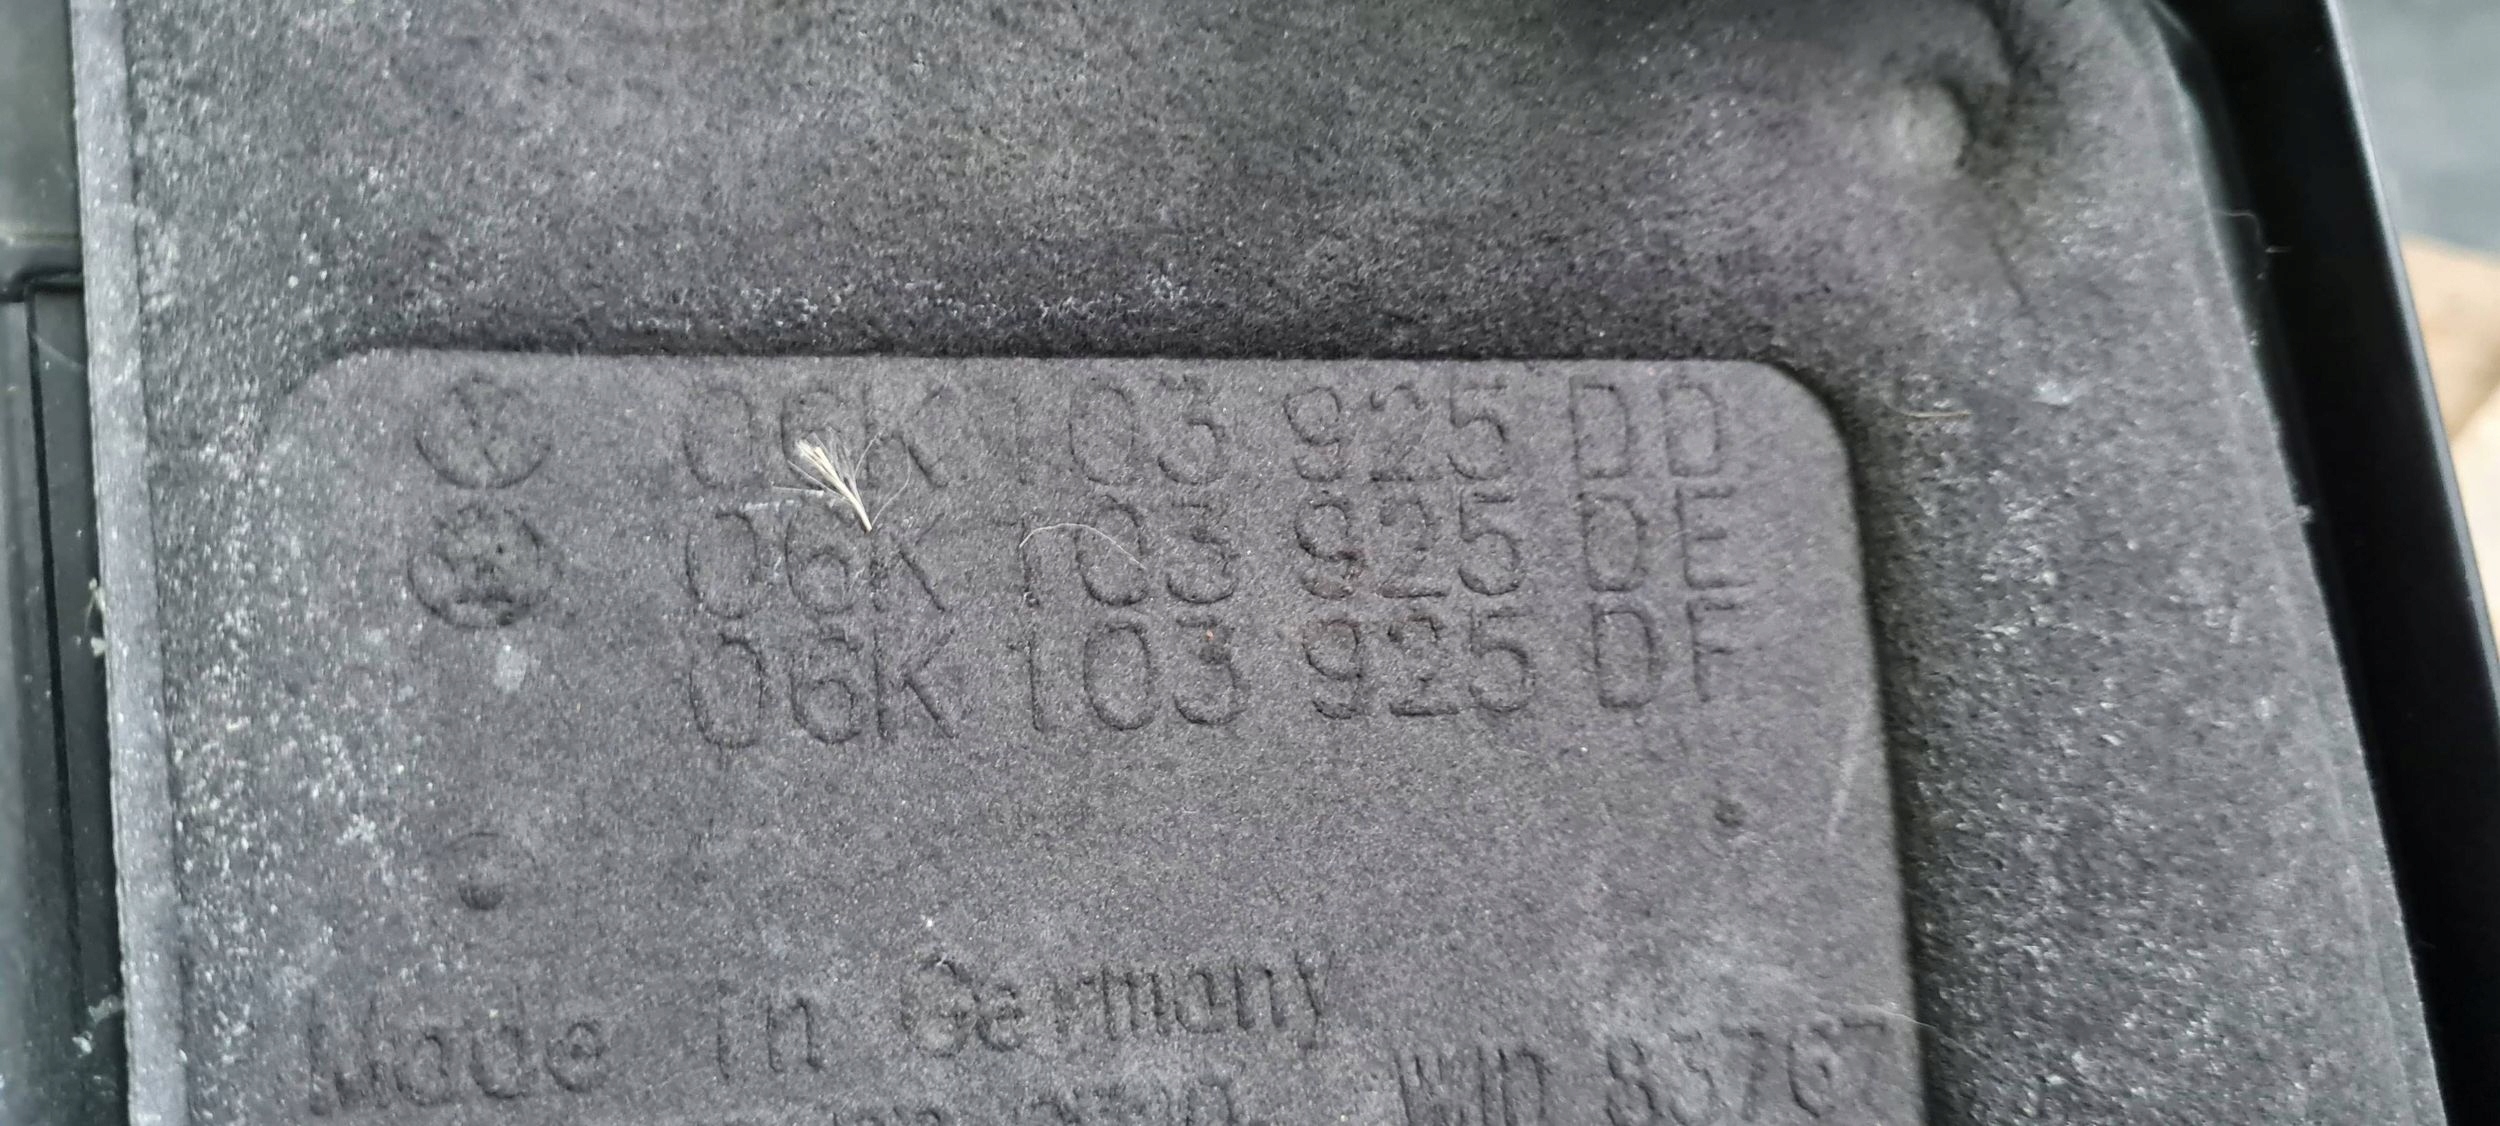 06K 103 925 DD
06K 103 925 DE
06K 103 925 DF
Made in Germany